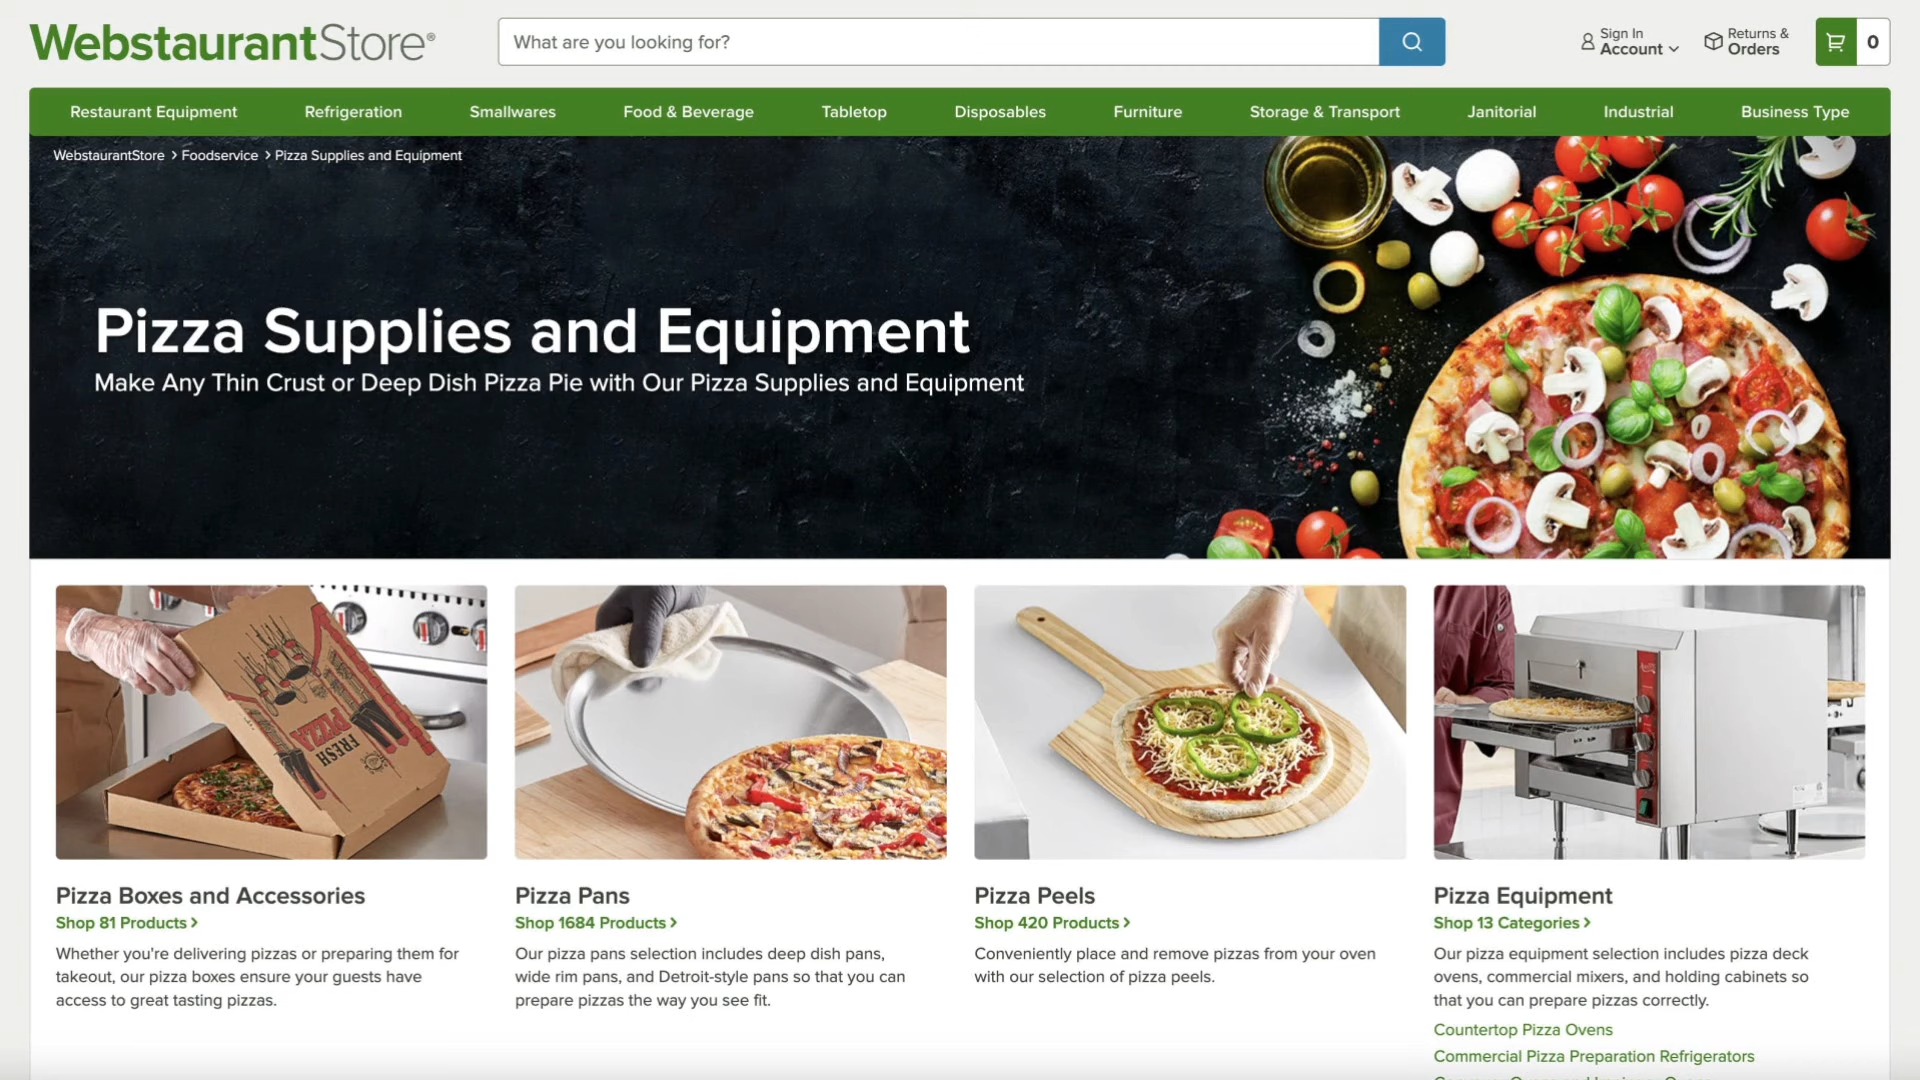 WebstaurantStore®
What are you looking for?
Sign In
Account
Returns &
Orders
0
Restaurant Equipment
Refrigeration
Smallwares
Food & Beverage
Tabletop
Disposables
Furniture
Storage & Transport
Janitorial
Industrial
Business Type
WebstaurantStore > Foodservice > Pizza Supplies and Equipment
Pizza Supplies and Equipment
Make Any Thin Crust or Deep Dish Pizza Pie with Our Pizza Supplies and Equipment
FRESH
PIZZA
Pizza Boxes and Accessories
Shop 81 Products >
Whether you're delivering pizzas or preparing them for
takeout, our pizza boxes ensure your guests have
access to great tasting pizzas.
Pizza Pans
Shop 1684 Products >
Our pizza pans selection includes deep dish pans,
wide rim pans, and Detroit-style pans so that you can
prepare pizzas the way you see fit.
Pizza Peels
Shop 420 Products >
Conveniently place and remove pizzas from your oven
with our selection of pizza peels.
Pizza Equipment
Shop 13 Categories >
Our pizza equipment selection includes pizza deck
ovens, commercial mixers, and holding cabinets so
that you can prepare pizzas correctly.
Countertop Pizza Ovens
Commercial Pizza Preparation Refrigerators